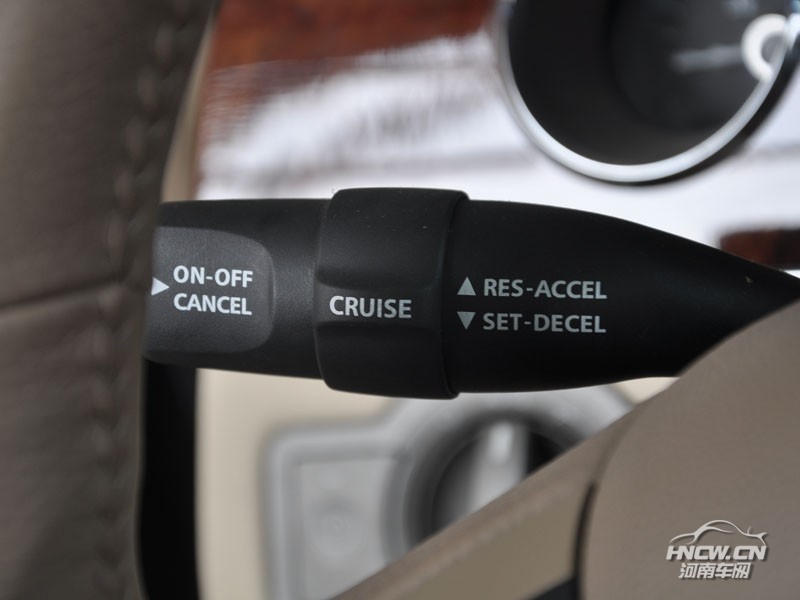 ON-OFF
CANCEL
CRUISE
▲ RES-ACCEL
▼ SET-DECEL
HNCW.CN
河南车网